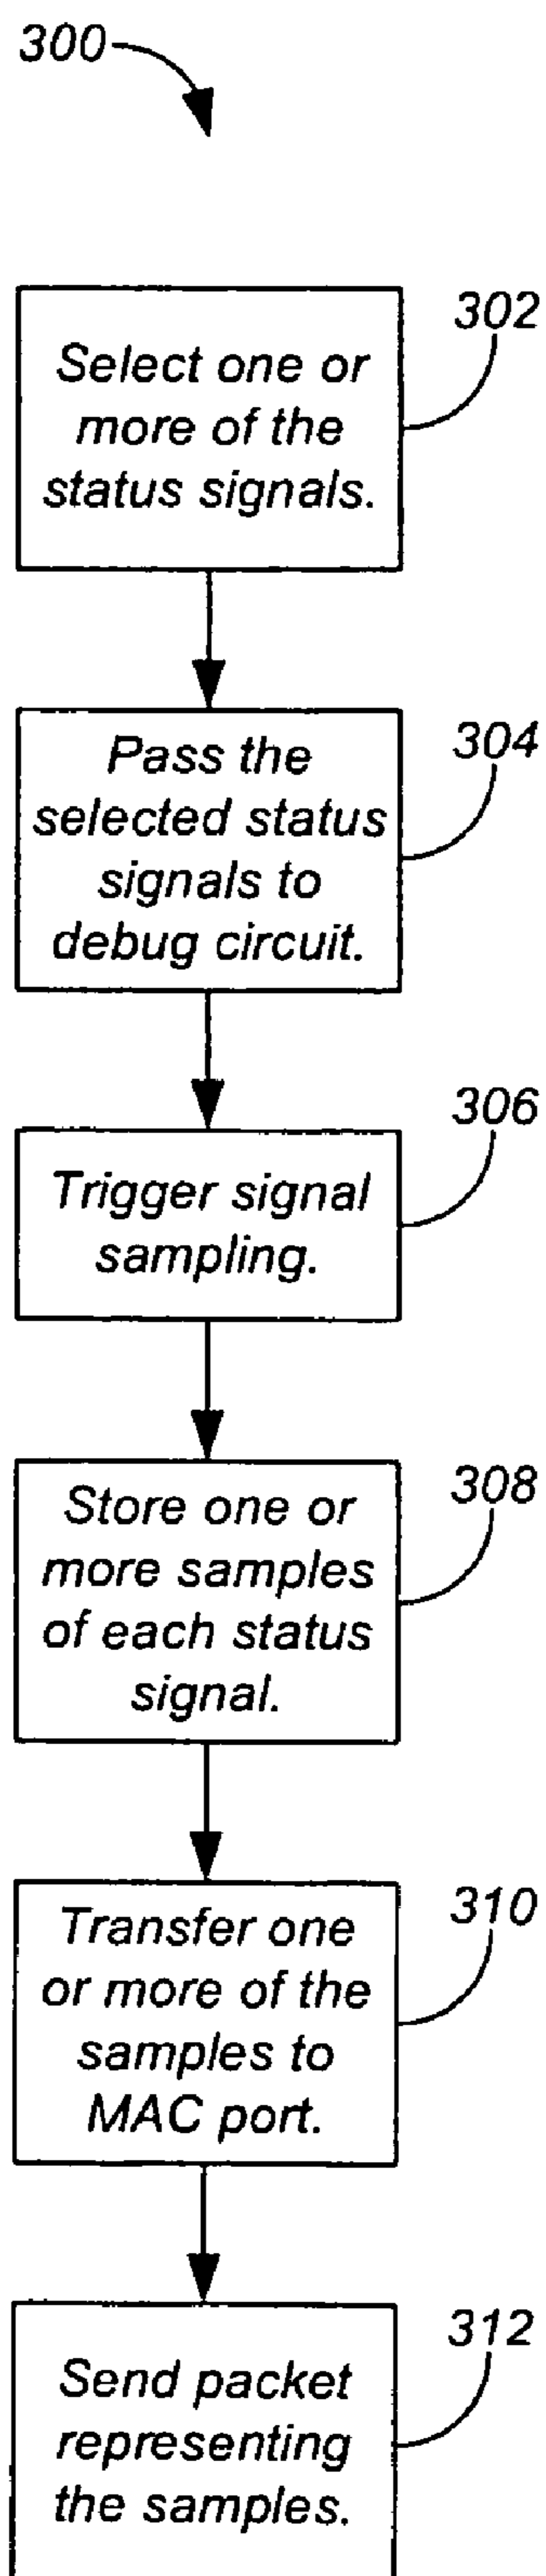 300
302
Select one or
more of the
status signals.
304
Pass the
selected status
signals to
debug circuit.
306
Trigger signal
sampling.
308
Store one or
more samples
of each status
signal.
310
Transfer one
or more of the
samples to
MAC port.
312
Send packet
representing
the samples.